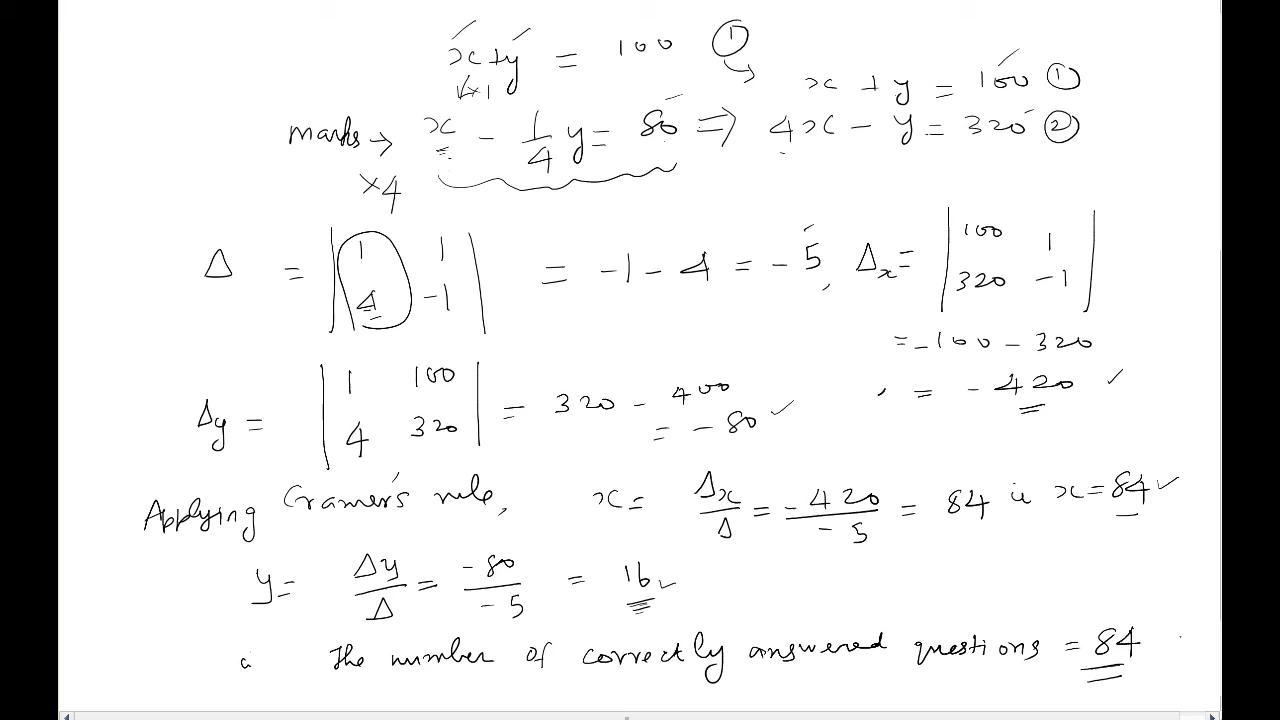 x + y = 100 ①
↳ x + y = 100 ①
marks → x - 1/4 y = 80 ⇒ 4x - y = 320 ②
×4
Δ = | 1 1 | = -1 - 4 = -5, Δx = | 100 1 |
| 4 -1 | | 320 -1 |
= -100 - 320
= -420 ✓
Δy = | 1 100 | = 320 - 400
| 4 320 | = -80 ✓
Applying Cramer's rule, x = Δx/Δ = -420/-5 = 84 ie x = 84 ✓
y = Δy/Δ = -80/-5 = 16 ✓
The number of correctly answered questions = 84